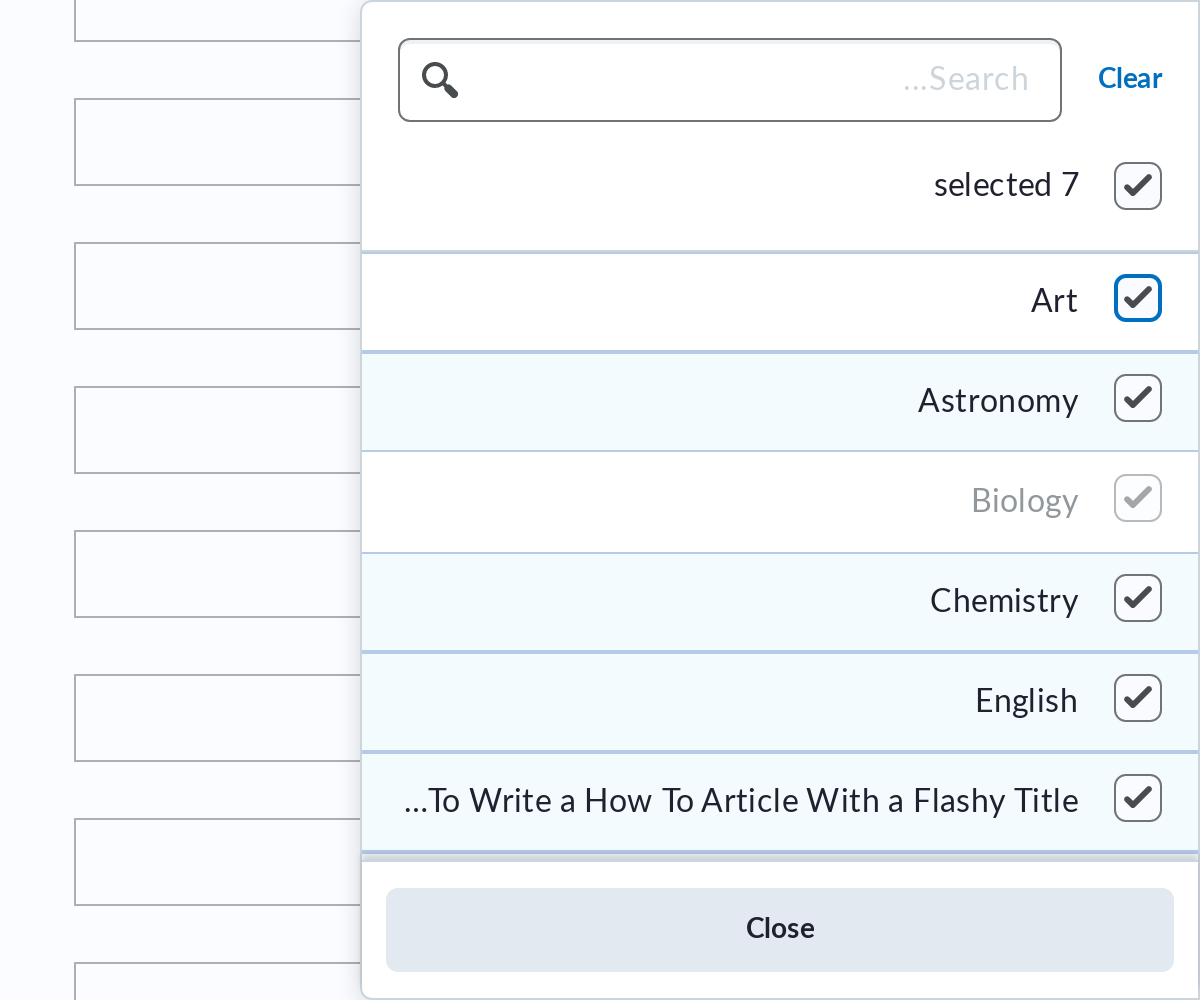 ...Search
Clear
selected 7
Art
Astronomy
Biology
Chemistry
English
...To Write a How To Article With a Flashy Title
Close